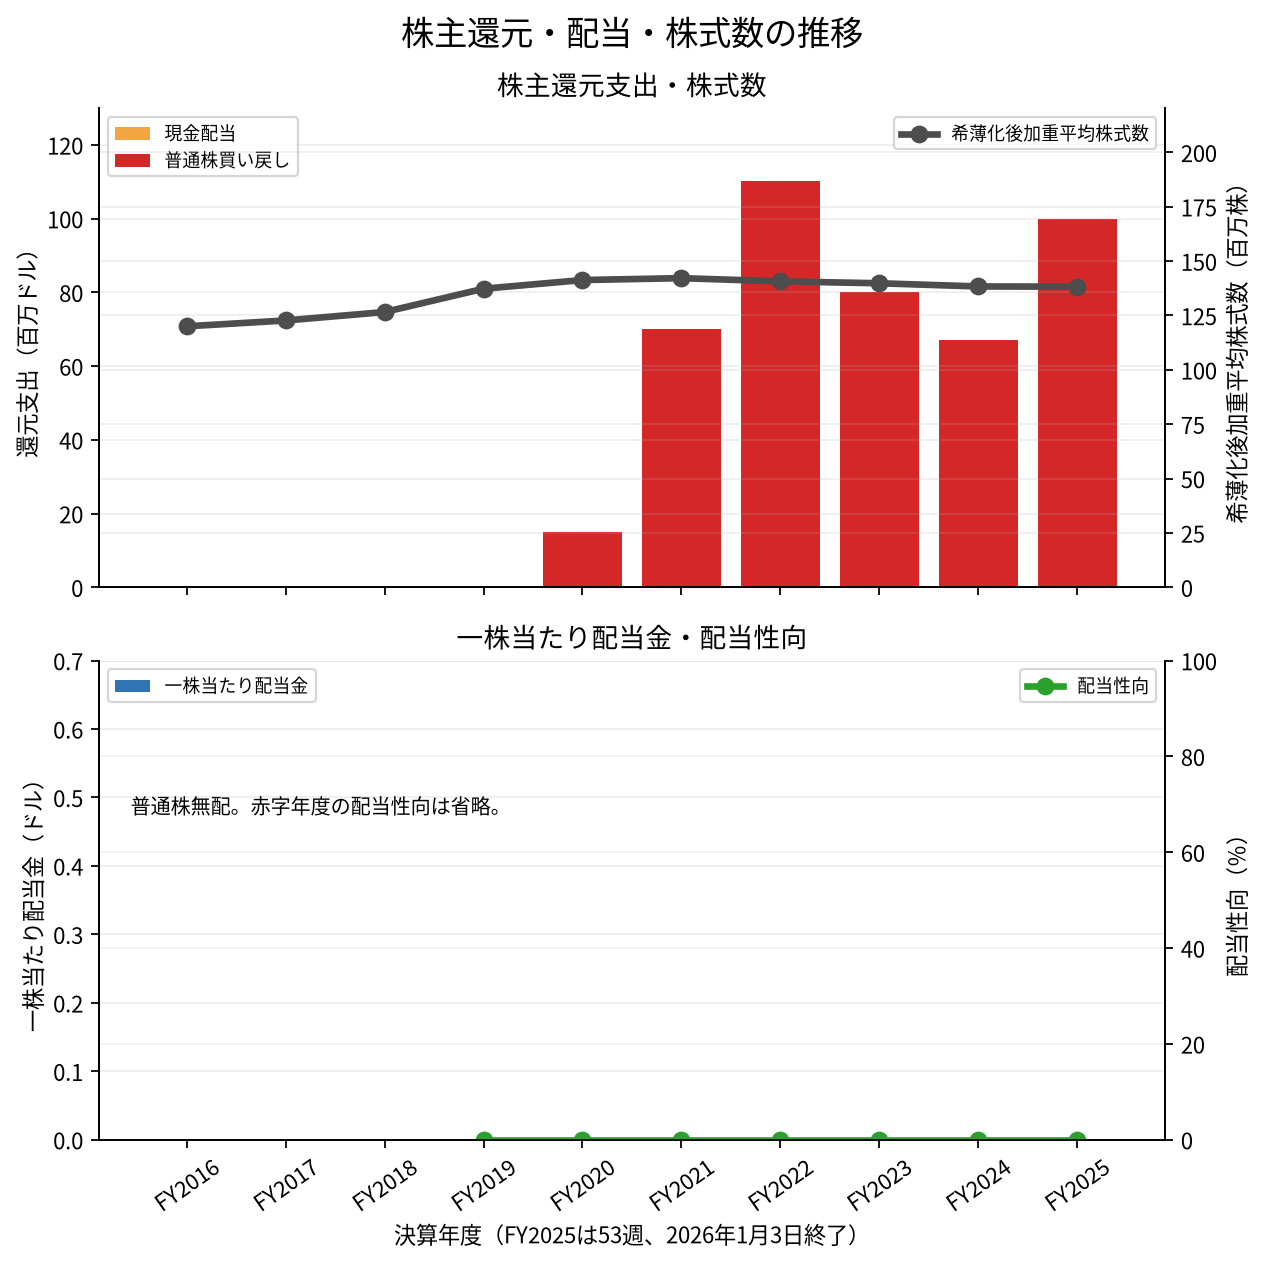 株主還元・配当・株式数の推移
株主還元支出・株式数
現金配当
普通株買い戻し
希薄化後加重平均株式数
還元支出（百万ドル）
120
100
80
60
40
20
0
200
175
150
125
100
75
50
25
0
希薄化後加重平均株式数（百万株）
一株当たり配当金・配当性向
一株当たり配当金
配当性向
普通株無配。赤字年度の配当性向は省略。
一株当たり配当金（ドル）
0.7
0.6
0.5
0.4
0.3
0.2
0.1
0.0
100
80
60
40
20
0
配当性向（%）
FY2016
FY2017
FY2018
FY2019
FY2020
FY2021
FY2022
FY2023
FY2024
FY2025
決算年度（FY2025は53週、2026年1月3日終了）